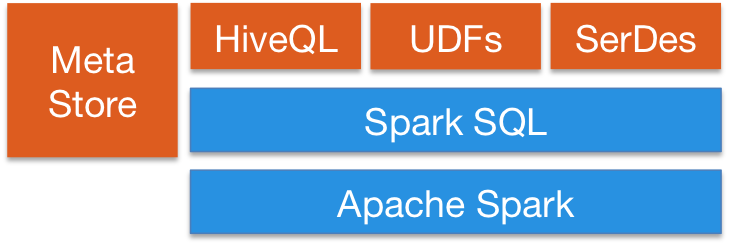 Meta
Store
HiveQL
UDFs
SerDes
Spark SQL
Apache Spark